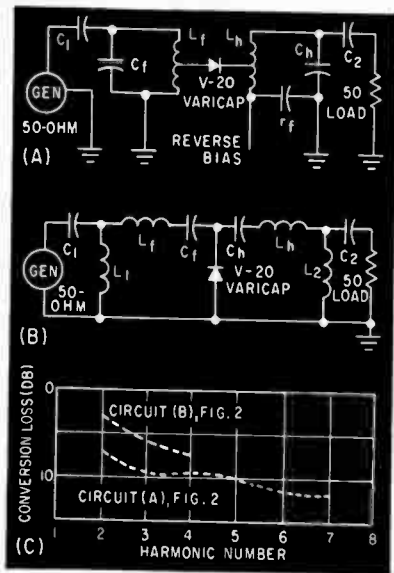 C1
Cf
Lf
Lh
Ch
C2
GEN
V-20
VARICAP
50
LOAD
50-OHM
REVERSE
BIAS
rf
(A)
C1
Lf
Cf
Ch
Lh
C2
GEN
L1
V-20
VARICAP
L2
50
LOAD
50-
OHM
(B)
CONVERSION LOSS (DB)
0
10
CIRCUIT (B), FIG. 2
CIRCUIT (A), FIG. 2
(C)
1 2 3 4 5 6 7 8
HARMONIC NUMBER